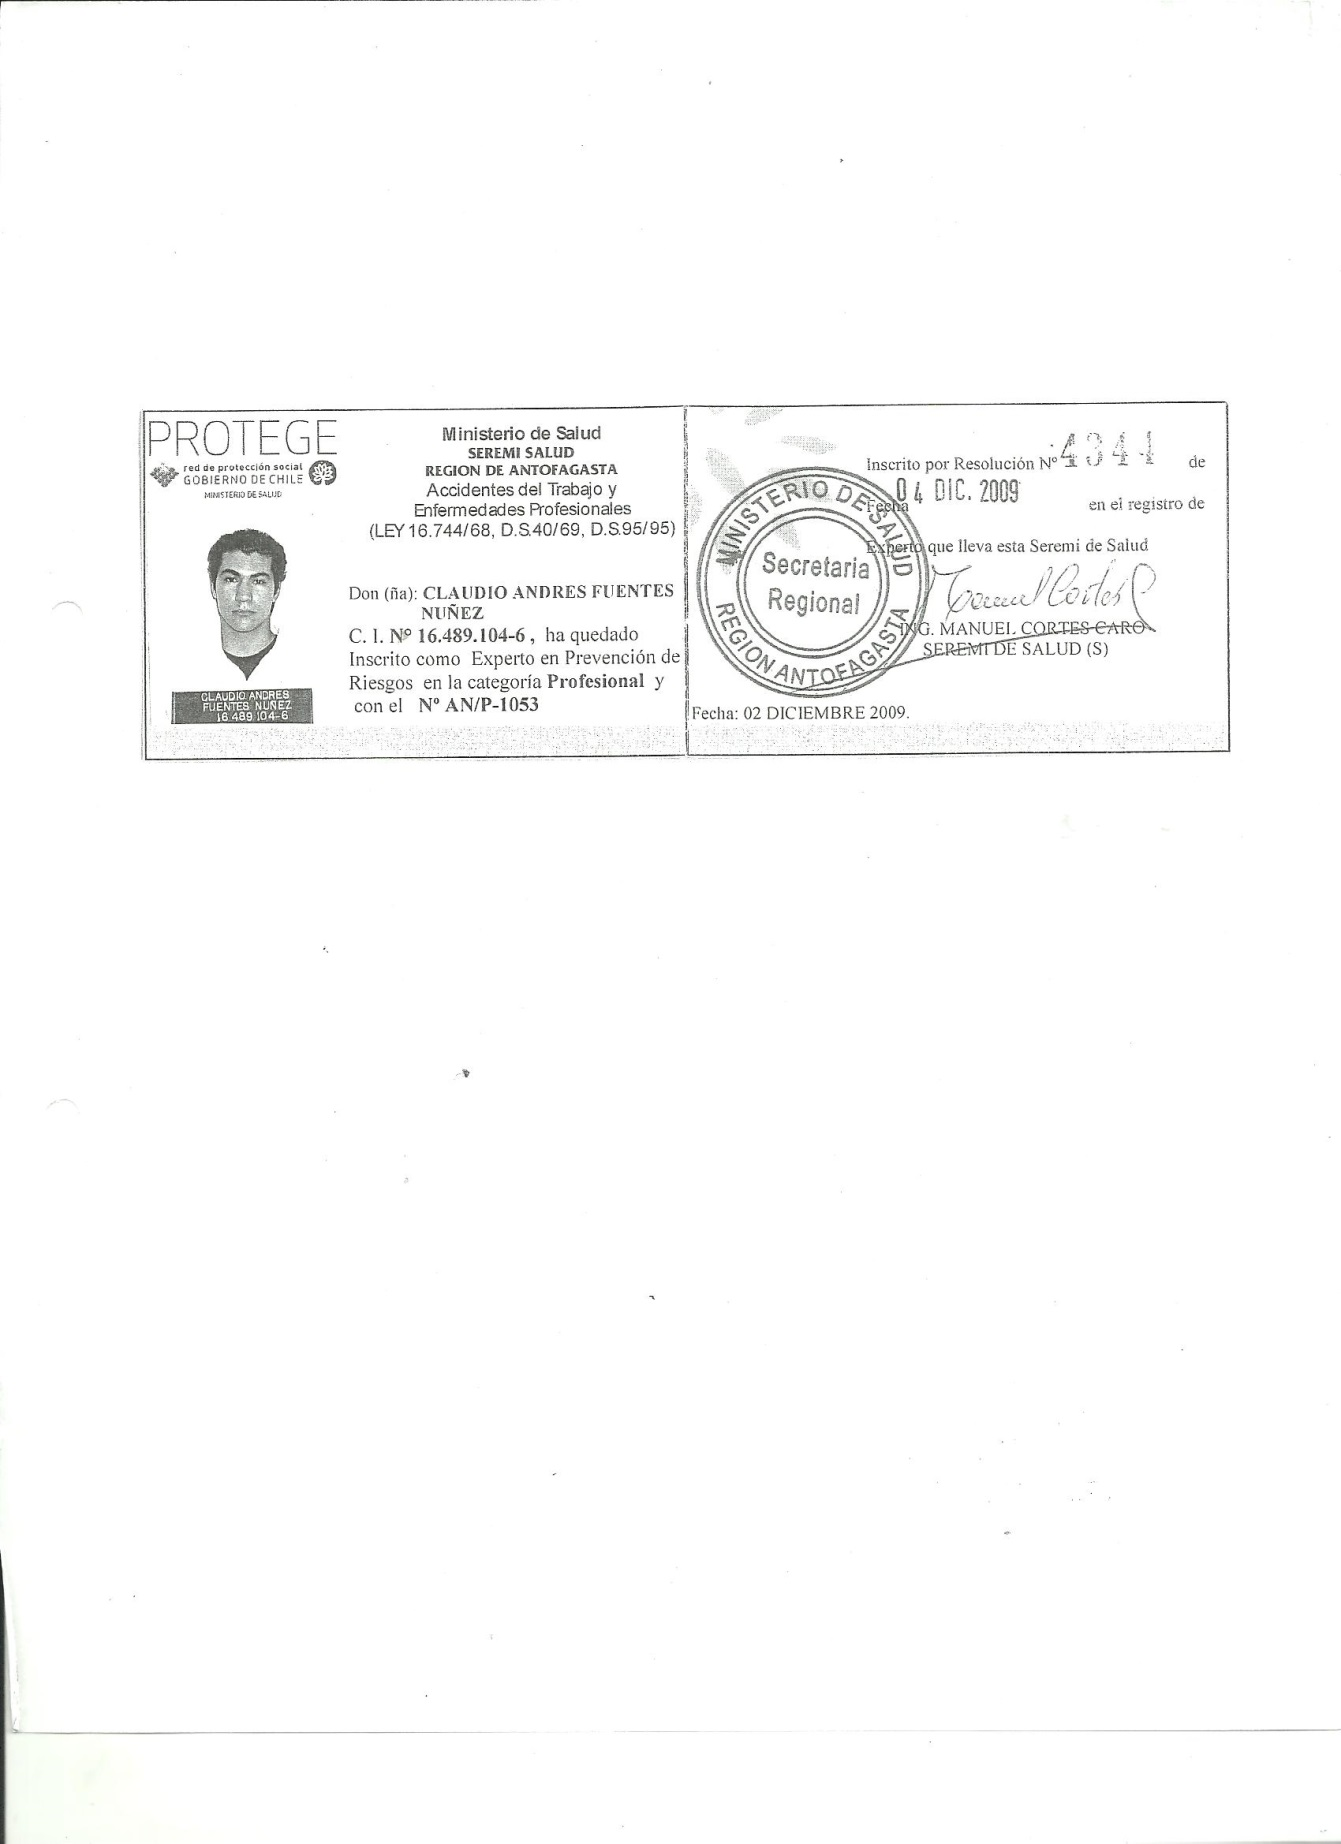 PROTEGE
red de protección social
GOBIERNO DE CHILE
MINISTERIO DE SALUD
CLAUDIO ANDRES
FUENTES NUÑEZ
16 489 104-6
Ministerio de Salud
SEREMI SALUD
REGION DE ANTOFAGASTA
Accidentes del Trabajo y
Enfermedades Profesionales
(LEY 16.744/68, D.S.40/69, D.S.95/95)
Don (ña): CLAUDIO ANDRES FUENTES
NUÑEZ
C. I. Nº 16.489.104-6 , ha quedado
Inscrito como Experto en Prevención de
Riesgos en la categoría Profesional y
con el Nº AN/P-1053
Inscrito por Resolución Nº 4344 de
Fecha 04 DIC. 2009 en el registro de
Experto que lleva esta Seremi de Salud
MINISTERIO DE SALUD
Secretaria
Regional
REGION ANTOFAGASTA
Manuel Cortés C
ING. MANUEL CORTES CARO
SEREMI DE SALUD (S)
Fecha: 02 DICIEMBRE 2009.